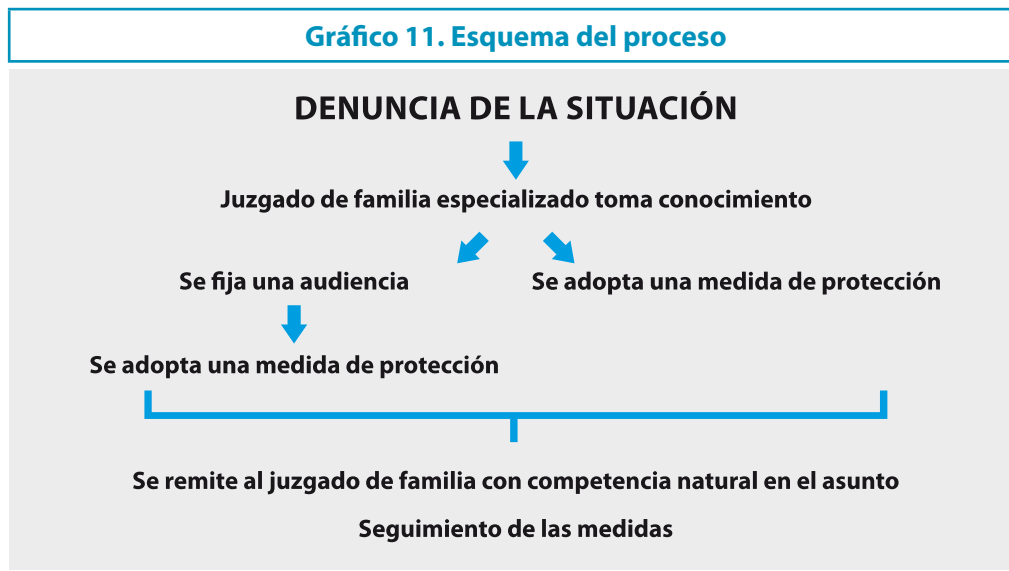 Gráfico 11. Esquema del proceso
DENUNCIA DE LA SITUACIÓN
Juzgado de familia especializado toma conocimiento
Se fija una audiencia
Se adopta una medida de protección
Se adopta una medida de protección
Se remite al juzgado de familia con competencia natural en el asunto
Seguimiento de las medidas